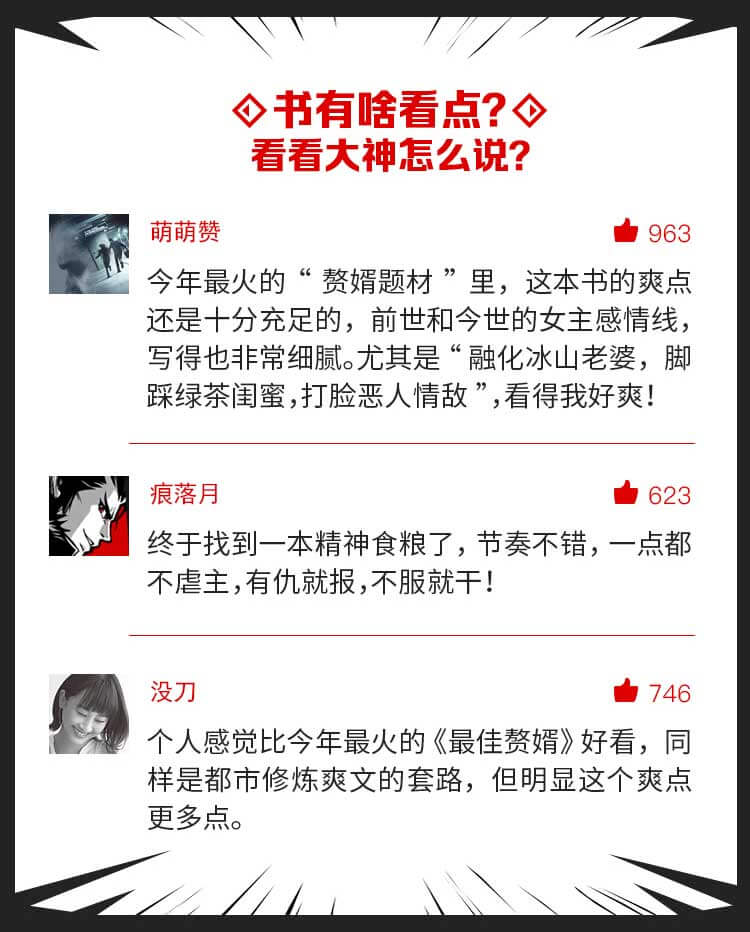 书有啥看点?
看看大神怎么说?
萌萌赞 963
今年最火的“赘婿题材”里，这本书的爽点
还是十分充足的，前世和今世的女主感情线，
写得也非常细腻。尤其是“融化冰山老婆，脚
踩绿茶闺蜜，打脸恶人情敌”，看得我好爽！
痕落月 623
终于找到一本精神食粮了，节奏不错，一点都
不虐主，有仇就报，不服就干！
没刀 746
个人感觉比今年最火的《最佳赘婿》好看，同
样是都市修炼爽文的套路，但明显这个爽点
更多点。